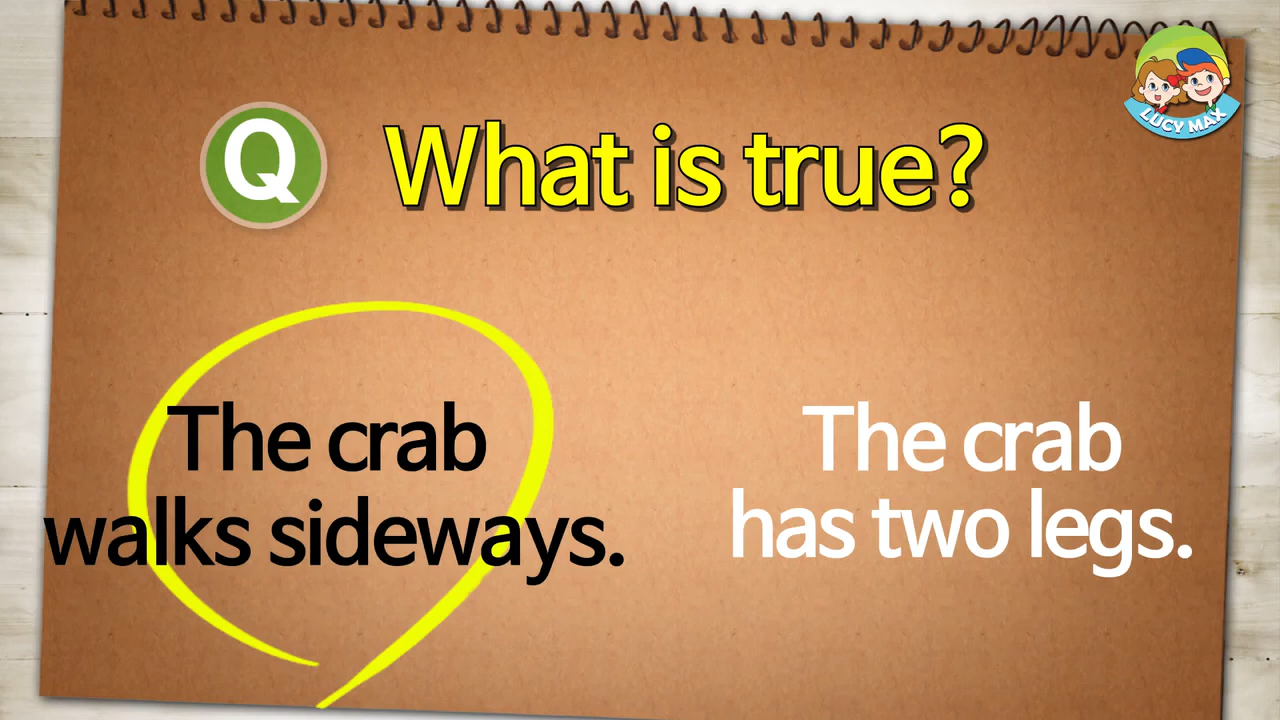 LUCY MAX
Q What is true?
The crab
walks sideways.
The crab
has two legs.